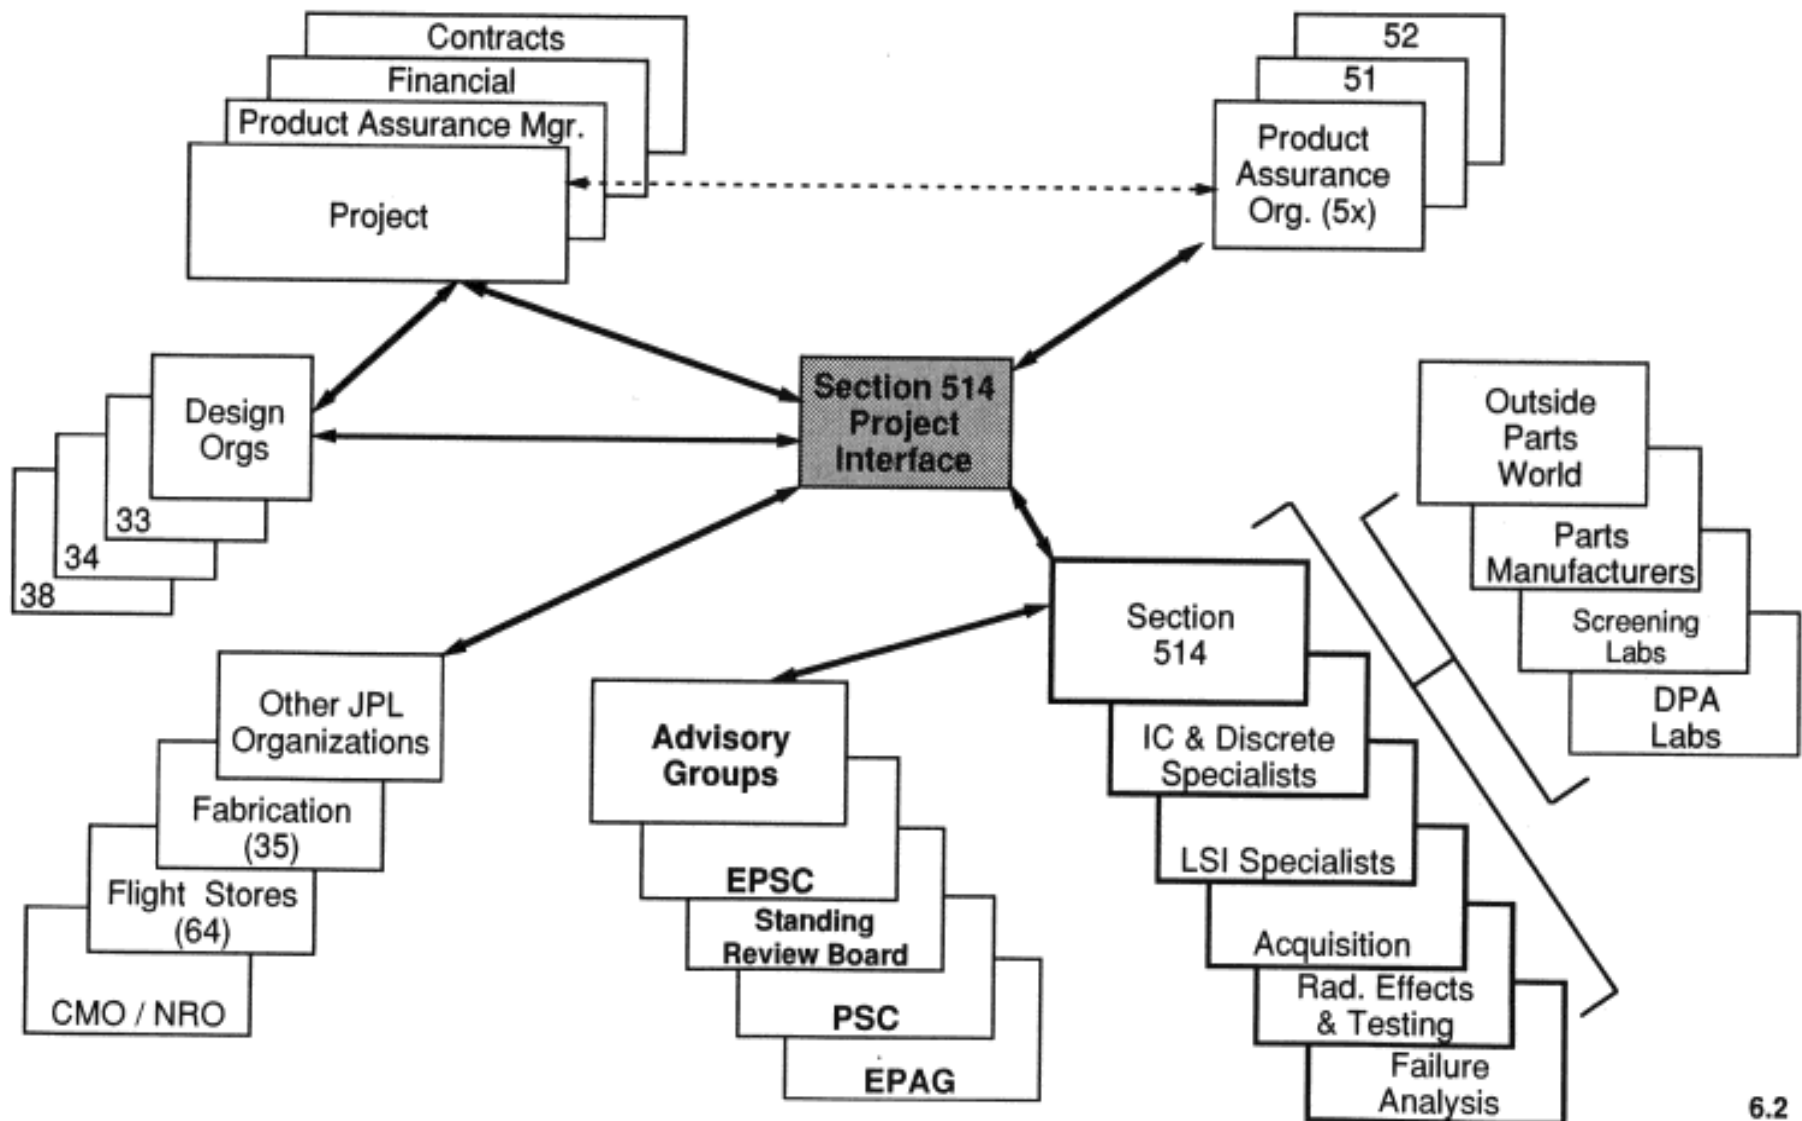 Contracts
Financial
Product Assurance Mgr.
Project
52
51
Product
Assurance
Org. (5x)
Section 514
Project
Interface
Design
Orgs
33
34
38
Outside
Parts
World
Parts
Manufacturers
Screening
Labs
DPA
Labs
Other JPL
Organizations
Fabrication
(35)
Flight Stores
(64)
CMO / NRO
Advisory
Groups
EPSC
Standing
Review Board
PSC
EPAG
Section
514
IC & Discrete
Specialists
LSI Specialists
Acquisition
Rad. Effects
& Testing
Failure
Analysis
6.2